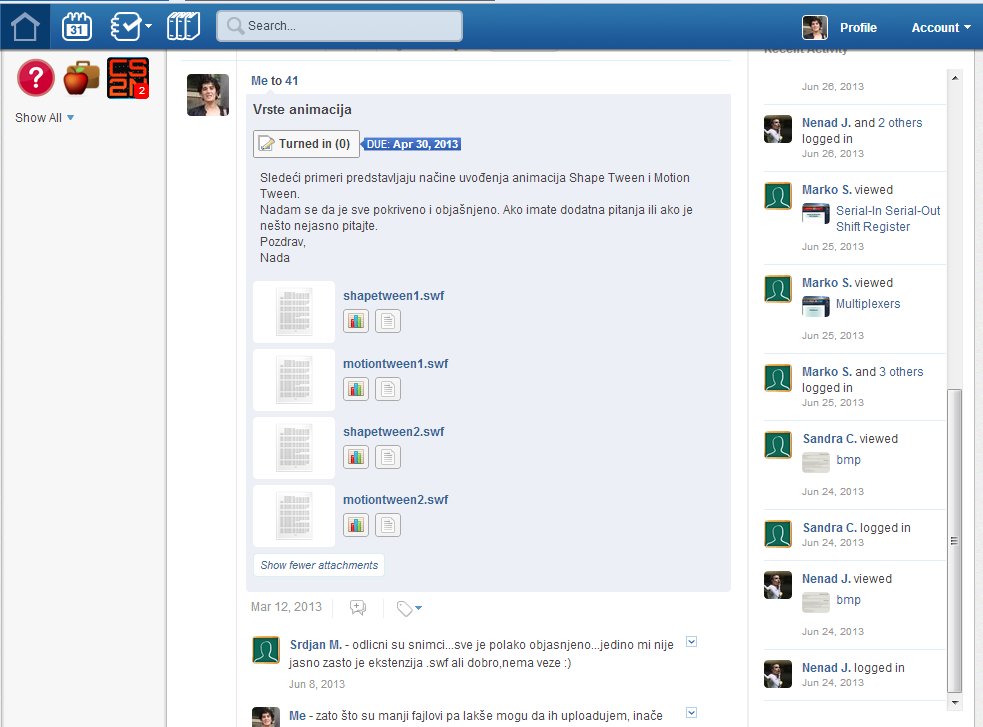 31
Search...
Profile
Account
?
CS2N
2
Show All
Me to 41
Vrste animacija
Turned in (0)
DUE: Apr 30, 2013
Sledeći primeri predstavljaju načine uvođenja animacija Shape Tween i Motion
Tween.
Nadam se da je sve pokriveno i objašnjeno. Ako imate dodatna pitanja ili ako je
nešto nejasno pitajte.
Pozdrav,
Nada
shapetween1.swf
motiontween1.swf
shapetween2.swf
motiontween2.swf
Show fewer attachments
Mar 12, 2013
Srdjan M. - odlicni su snimci...sve je polako objasnjeno...jedino mi nije
jasno zasto je ekstenzija .swf ali dobro,nema veze :)
Jun 8, 2013
Me - zato što su manji fajlovi pa lakše mogu da ih uploadujem, inače
Recent Activity
Jun 26, 2013
Nenad J. and 2 others
logged in
Jun 26, 2013
Marko S. viewed
Serial-In Serial-Out
Shift Register
Jun 25, 2013
Marko S. viewed
Multiplexers
Jun 25, 2013
Marko S. and 3 others
logged in
Jun 25, 2013
Sandra C. viewed
bmp
Jun 24, 2013
Sandra C. logged in
Jun 24, 2013
Nenad J. viewed
bmp
Jun 24, 2013
Nenad J. logged in
Jun 24, 2013